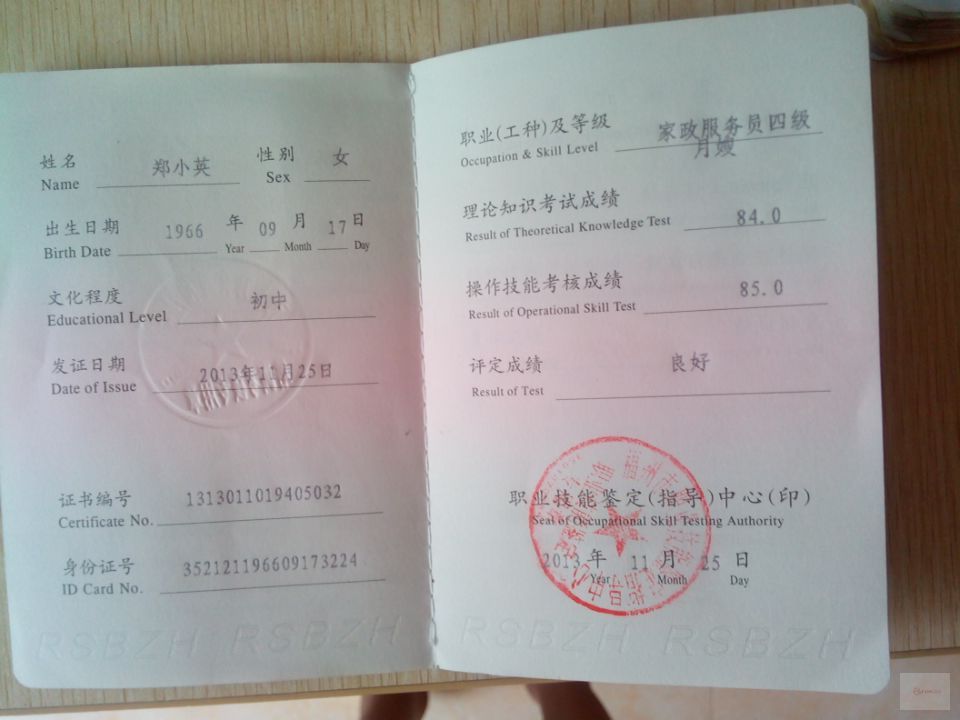 姓名 郑小英 性别 女
Name Sex
出生日期 1966 年 09 月 17 日
Birth Date Year Month Day
文化程度 初中
Educational Level
发证日期 2013年11月25日
Date of Issue
证书编号 1313011019405032
Certificate No.
身份证号 352121196609173224
ID Card No.
RSBZH RSBZH
职业(工种)及等级 家政服务员四级
Occupation & Skill Level 月嫂
理论知识考试成绩 84.0
Result of Theoretical Knowledge Test
操作技能考核成绩 85.0
Result of Operational Skill Test
评定成绩 良好
Result of Test
职业技能鉴定(指导)中心(印)
Seal of Occupational Skill Testing Authority
2013 年 11 月 25 日
Year Month Day
RSBZH RSBZH